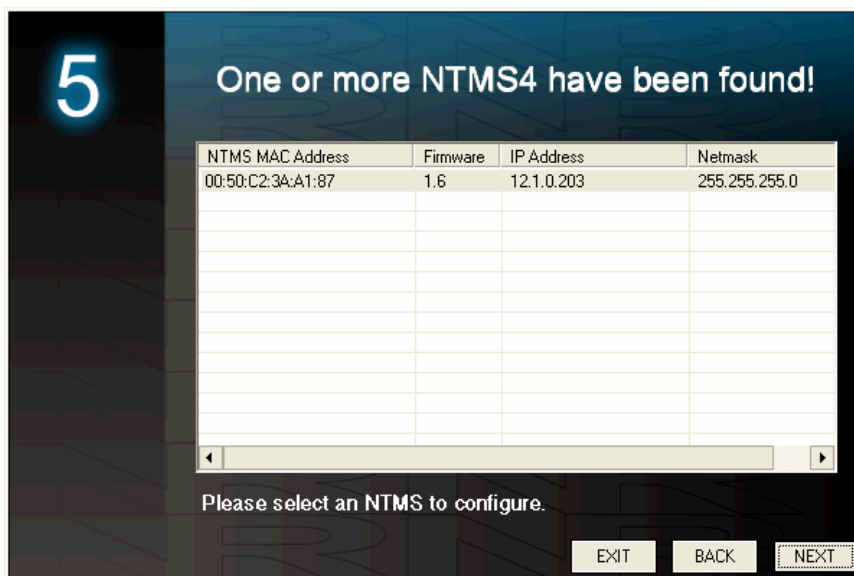 5
One or more NTMS4 have been found!
NTMS MAC Address Firmware IP Address Netmask
00:50:C2:3A:A1:87 1.6 12.1.0.203 255.255.255.0
Please select an NTMS to configure.
EXIT BACK NEXT